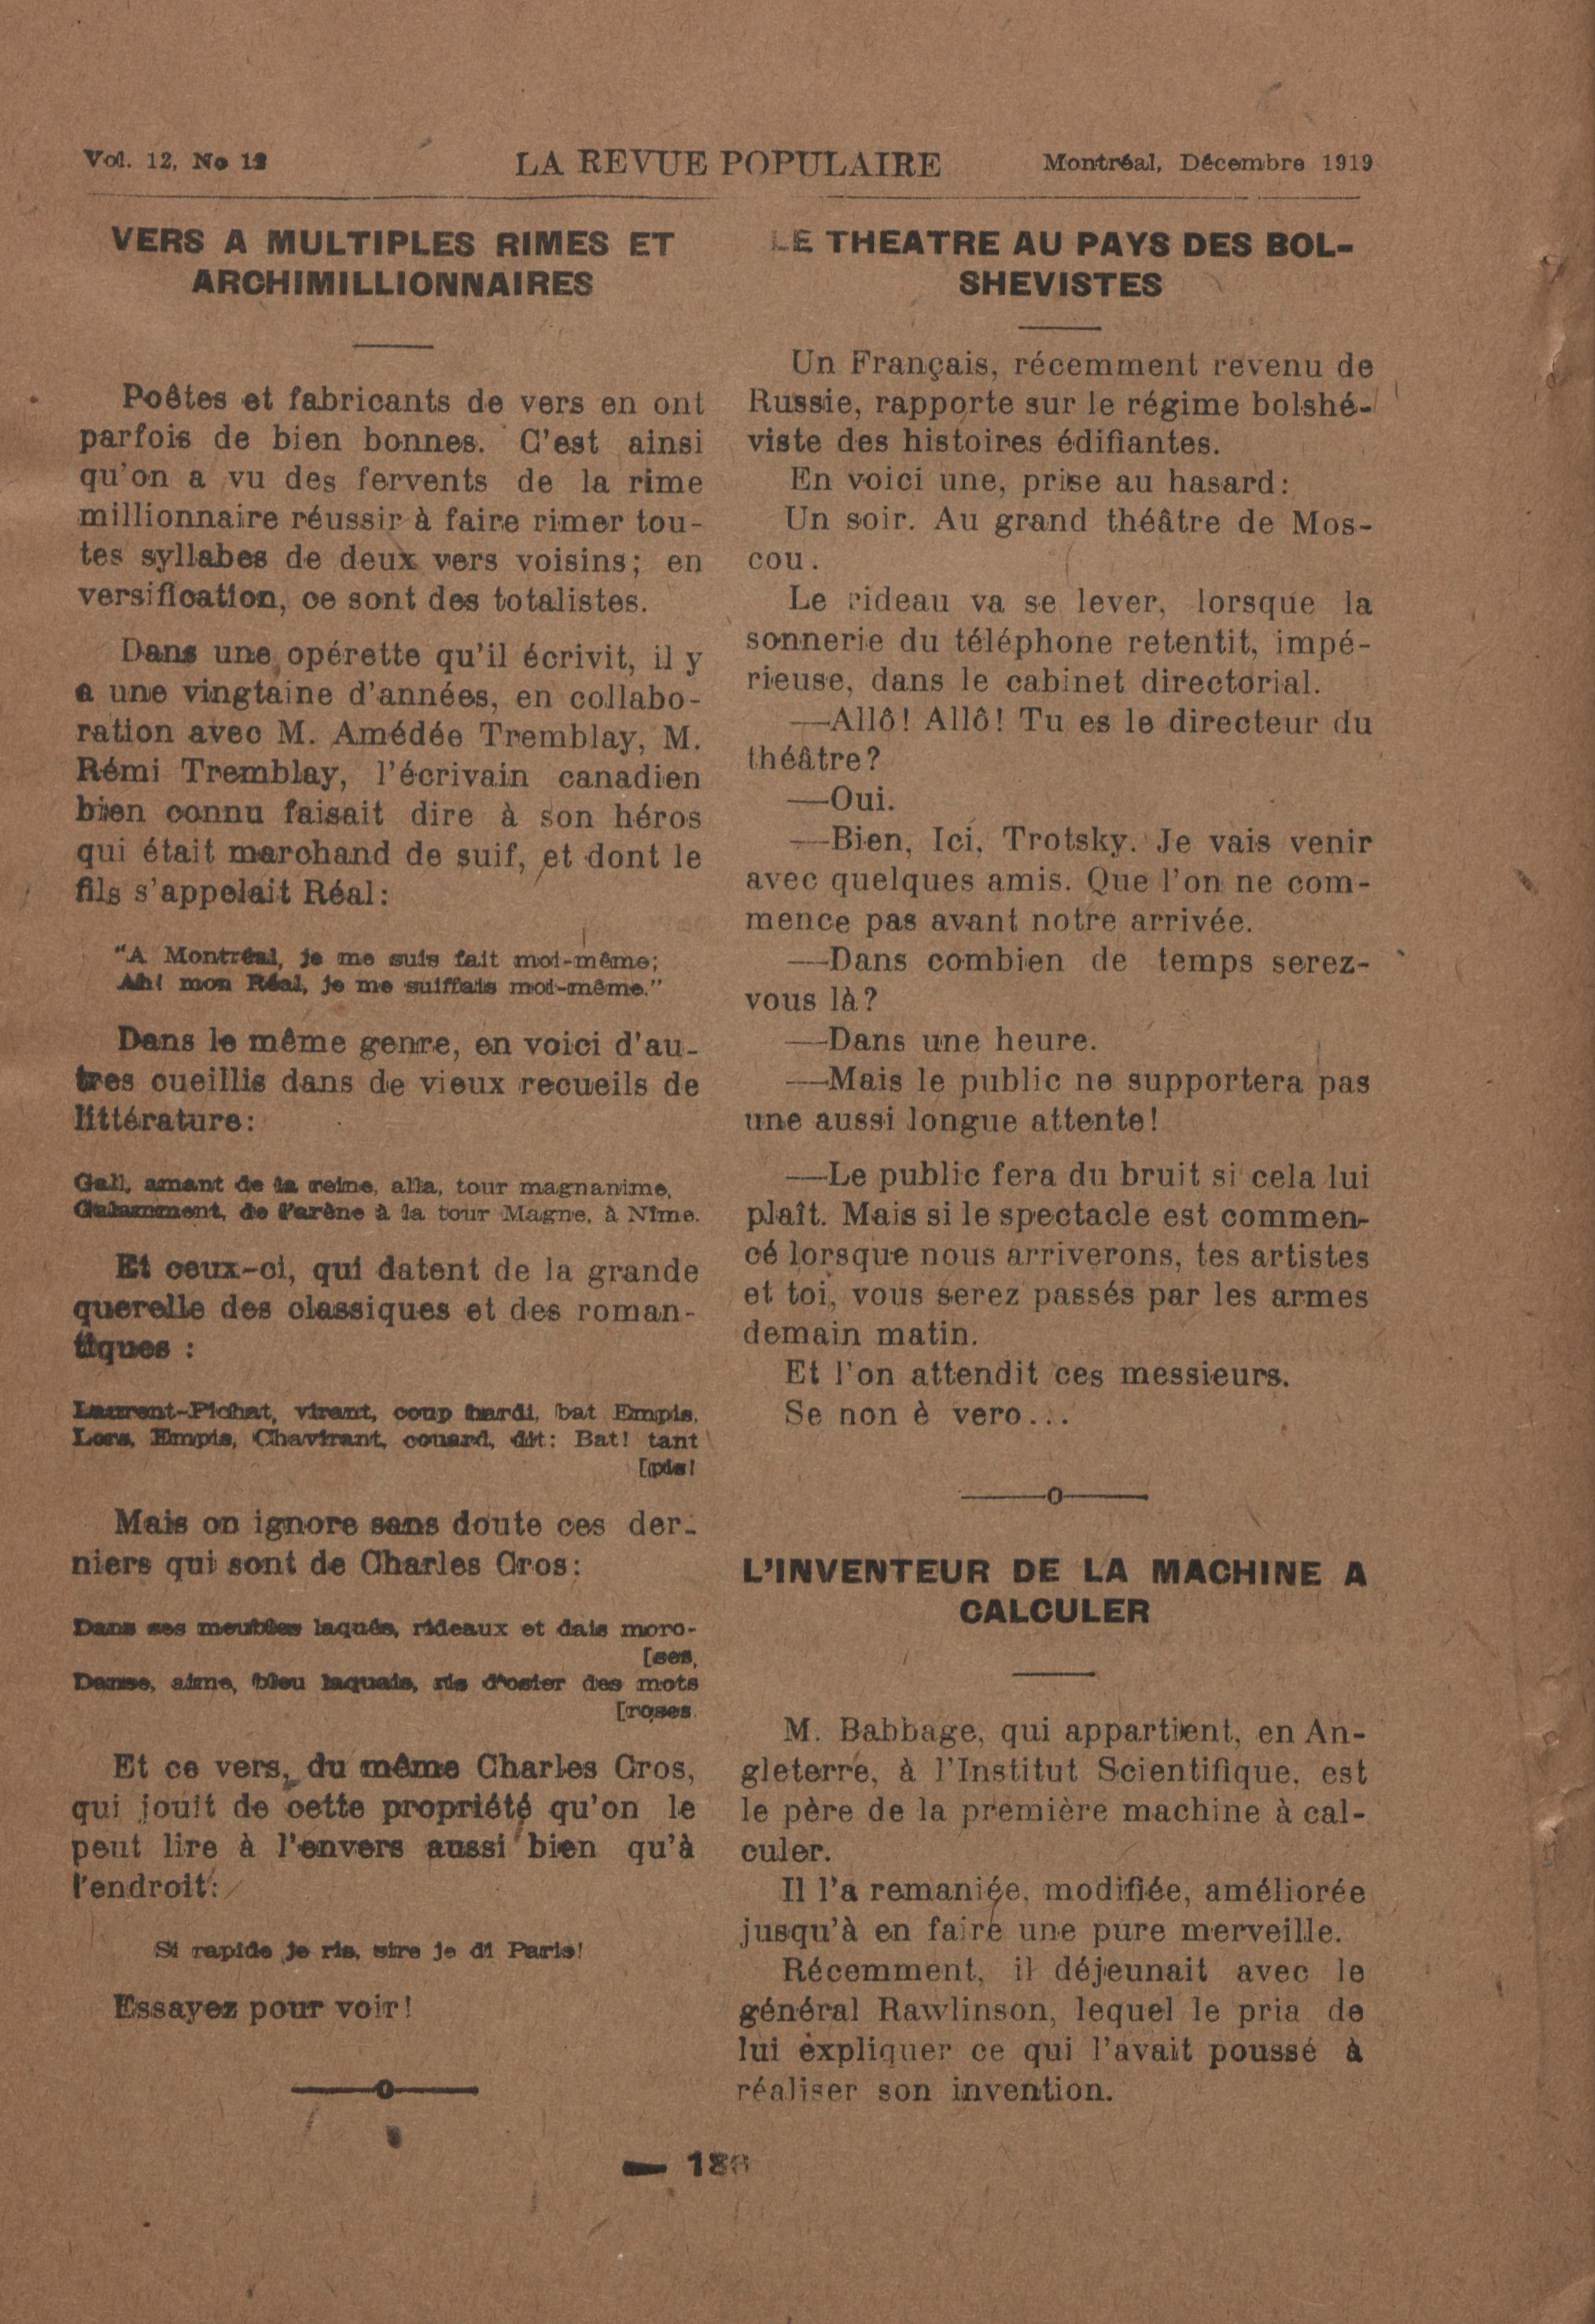 Vol. 12, No 12
LA REVUE POPULAIRE
Montréal, Décembre 1919
VERS A MULTIPLES RIMES ET
ARCHIMILLIONNAIRES
Poêtes et fabricants de vers en ont
parfois de bien bonnes. C'est ainsi
qu'on a vu des fervents de la rime
millionnaire réussir à faire rimer tou-
tes syllabes de deux vers voisins; en
versification, ce sont des totalistes.
Dans une opérette qu'il écrivit, il y
a une vingtaine d'années, en collabo-
ration avec M. Amédée Tremblay, M.
Rémi Tremblay, l'écrivain canadien
bien connu faisait dire à son héros
qui était marchand de suif, et dont le
fils s'appelait Réal:
"A Montréal, je me suis fait moi-même;
Ah! mon Réal, je me suiffais moi-même."
Dans le même genre, en voici d'au-
tres cueillis dans de vieux recueils de
littérature:
Gall, amant de la reine, alla, tour magnanime,
Galamment, de l'arène à la tour Magne, à Nîme.
Et ceux-ci, qui datent de la grande
querelle des classiques et des roman-
tiques :
Laurent-Pichat, virant, coup hardi, bat Empis,
Lors, Empis, Chavirant, couard, dit: Bat! tant
[pis!
Mais on ignore sans doute ces der-
niers qui sont de Charles Cros:
Dans ses meubles laqués, rideaux et dais moro-
[ses,
Danse, aime, bleu laquais, ris d'osier des mots
[roses.
Et ce vers, du même Charles Cros,
qui jouit de cette propriété qu'on le
peut lire à l'envers aussi bien qu'à
l'endroit:
Si rapide je ris, sire je di Paris!
Essayez pour voir!
LE THEATRE AU PAYS DES BOL-
SHEVISTES
Un Français, récemment revenu de
Russie, rapporte sur le régime bolshé-
viste des histoires édifiantes.
En voici une, prise au hasard:
Un soir. Au grand théâtre de Mos-
cou.
Le rideau va se lever, lorsque la
sonnerie du téléphone retentit, impé-
rieuse, dans le cabinet directorial.
—Allô! Allô! Tu es le directeur du
théâtre?
—Oui.
—Bien, Ici, Trotsky. Je vais venir
avec quelques amis. Que l'on ne com-
mence pas avant notre arrivée.
—Dans combien de temps serez-
vous là?
—Dans une heure.
—Mais le public ne supportera pas
une aussi longue attente!
—Le public fera du bruit si cela lui
plaît. Mais si le spectacle est commen-
cé lorsque nous arriverons, tes artistes
et toi, vous serez passés par les armes
demain matin.
Et l'on attendit ces messieurs.
Se non è vero...
L'INVENTEUR DE LA MACHINE A
CALCULER
M. Babbage, qui appartient, en An-
gleterre, à l'Institut Scientifique, est
le père de la première machine à cal-
culer.
Il l'a remaniée, modifiée, améliorée
jusqu'à en faire une pure merveille.
Récemment, il déjeunait avec le
général Rawlinson, lequel le pria de
lui expliquer ce qui l'avait poussé à
réaliser son invention.